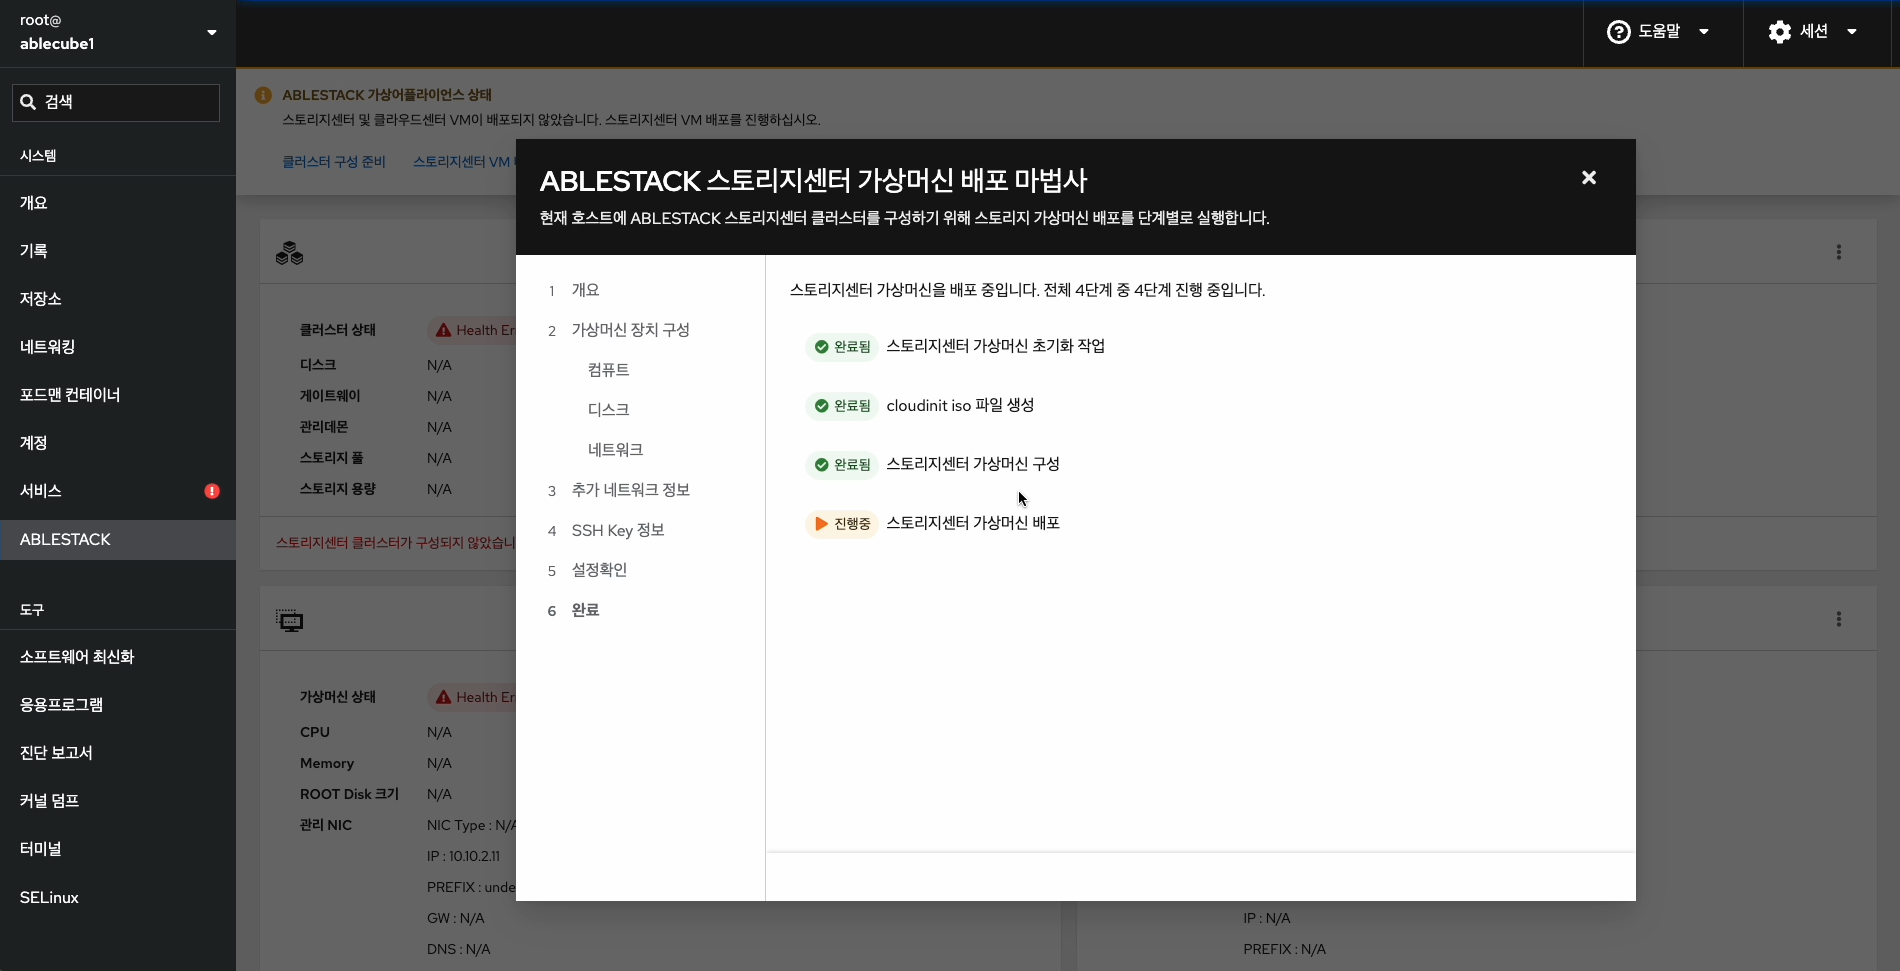 root@
ablecube1
도움말
세션
검색
시스템
개요
기록
저장소
네트워킹
포드맨 컨테이너
계정
서비스
ABLESTACK
도구
소프트웨어 최신화
응용프로그램
진단 보고서
커널 덤프
터미널
SELinux
ABLESTACK 가상어플라이언스 상태
스토리지센터 및 클라우드센터 VM이 배포되지 않았습니다. 스토리지센터 VM 배포를 진행하십시오.
클러스터 구성 준비
스토리지센터 VM
클러스터 상태
Health Er
디스크
N/A
게이트웨이
N/A
관리데몬
N/A
스토리지 풀
N/A
스토리지 용량
N/A
스토리지센터 클러스터가 구성되지 않았습니
가상머신 상태
Health Er
CPU
N/A
Memory
N/A
ROOT Disk 크기
N/A
관리 NIC
NIC Type : N/A
IP : 10.10.2.11
PREFIX : unde
GW : N/A
DNS : N/A
IP : N/A
PREFIX : N/A
ABLESTACK 스토리지센터 가상머신 배포 마법사
현재 호스트에 ABLESTACK 스토리지센터 클러스터를 구성하기 위해 스토리지 가상머신 배포를 단계별로 실행합니다.
1 개요
2 가상머신 장치 구성
컴퓨트
디스크
네트워크
3 추가 네트워크 정보
4 SSH Key 정보
5 설정확인
6 완료
스토리지센터 가상머신을 배포 중입니다. 전체 4단계 중 4단계 진행 중입니다.
완료됨 스토리지센터 가상머신 초기화 작업
완료됨 cloudinit iso 파일 생성
완료됨 스토리지센터 가상머신 구성
진행중 스토리지센터 가상머신 배포